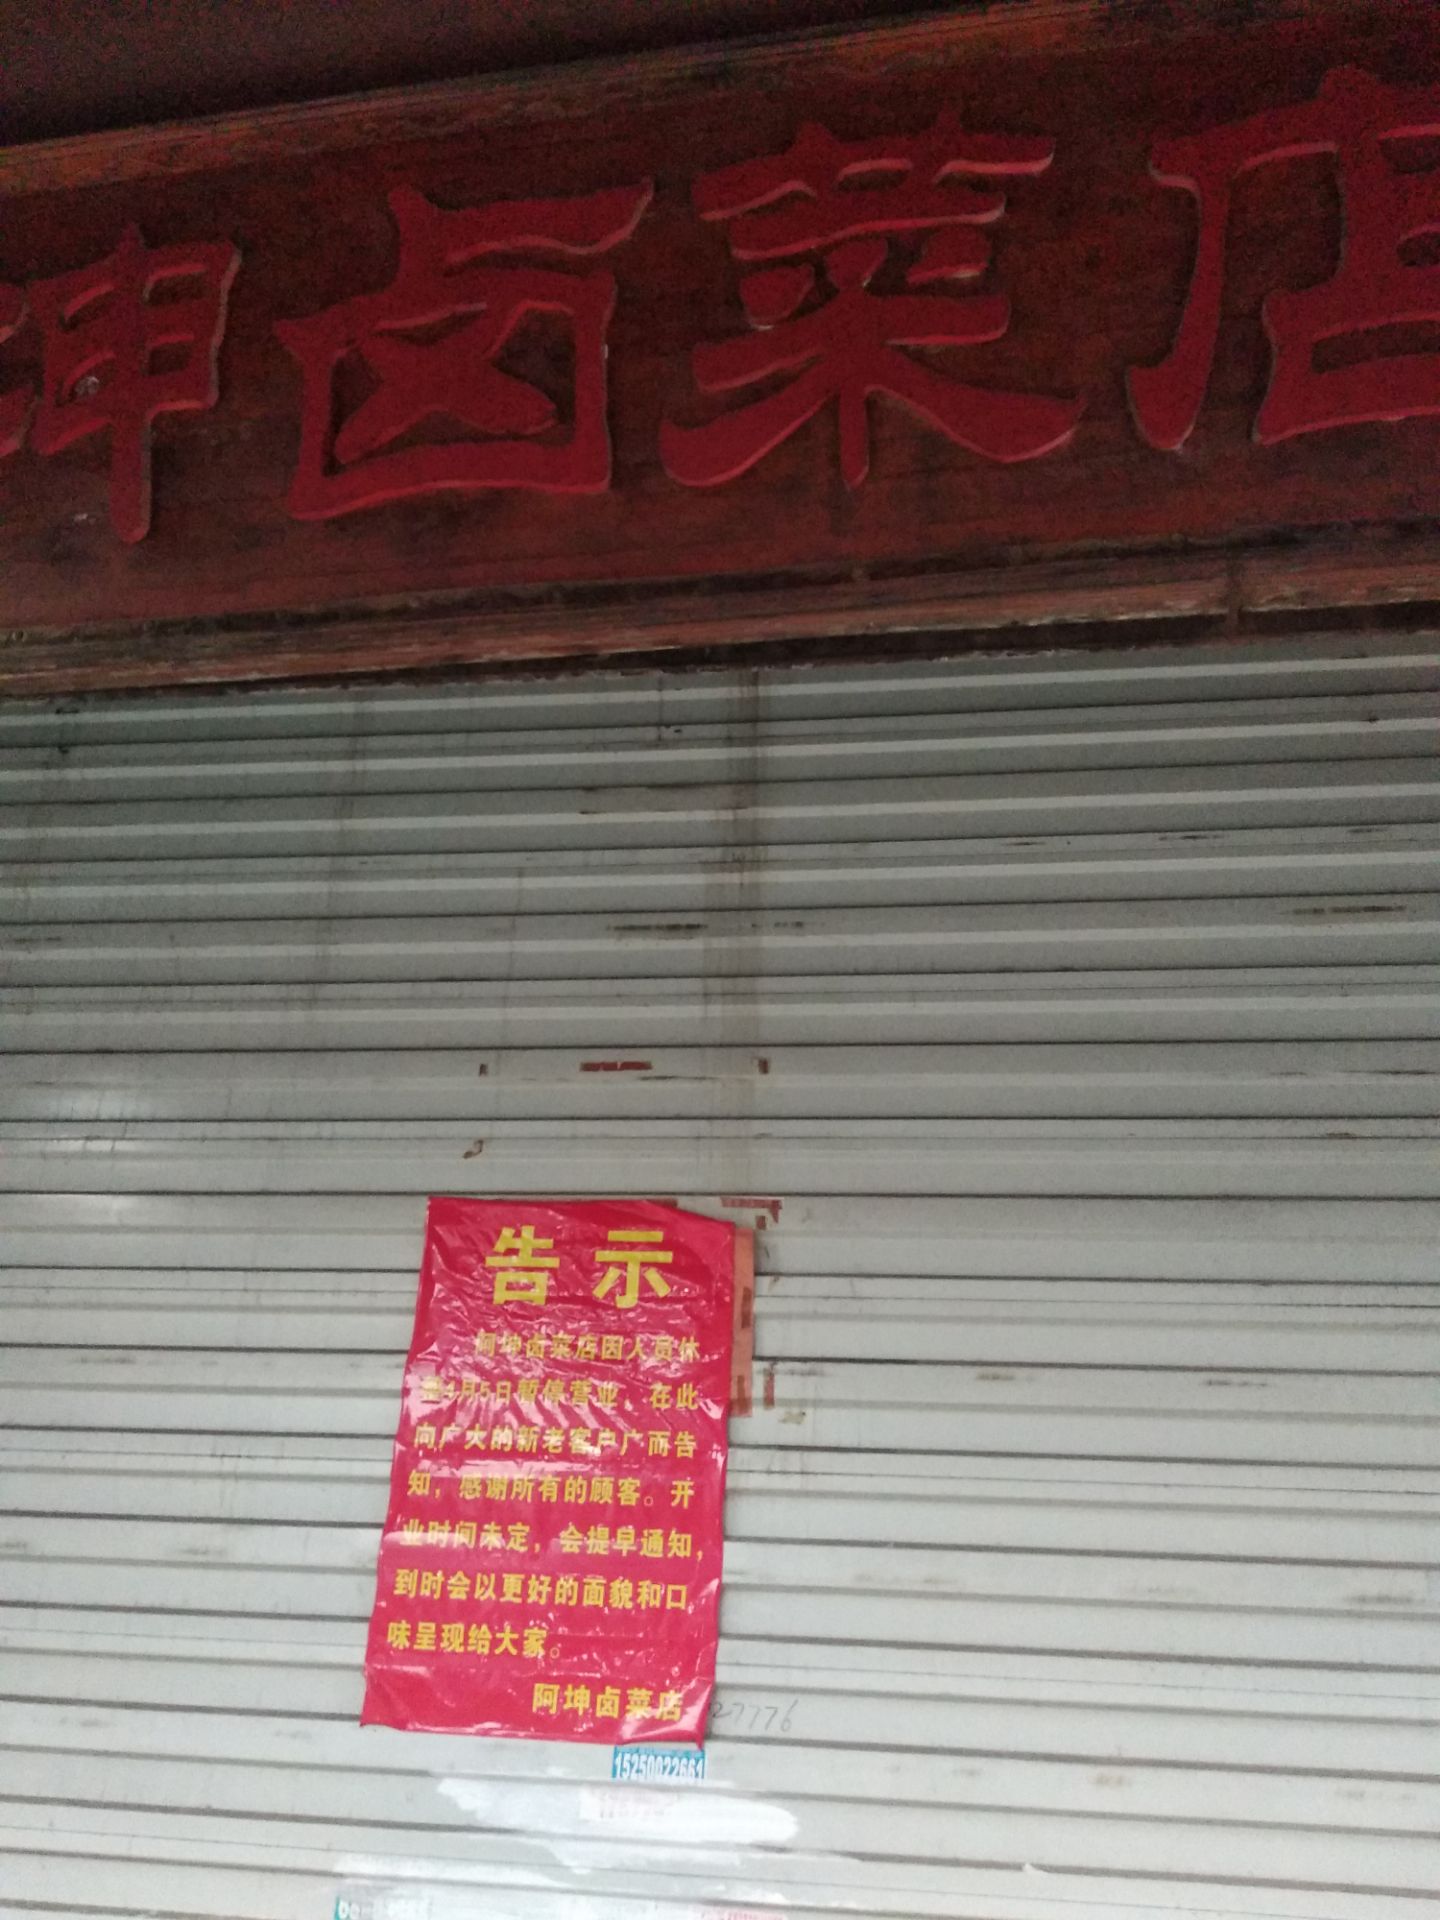 坤卤菜店
告示
阿坤卤菜店因人员休
4月5日暂停营业，在此
向广大的新老客户广而告
知，感谢所有的顾客。开
业时间未定，会提早通知，
到时会以更好的面貌和口
味呈现给大家。
阿坤卤菜店
27776
15250022661